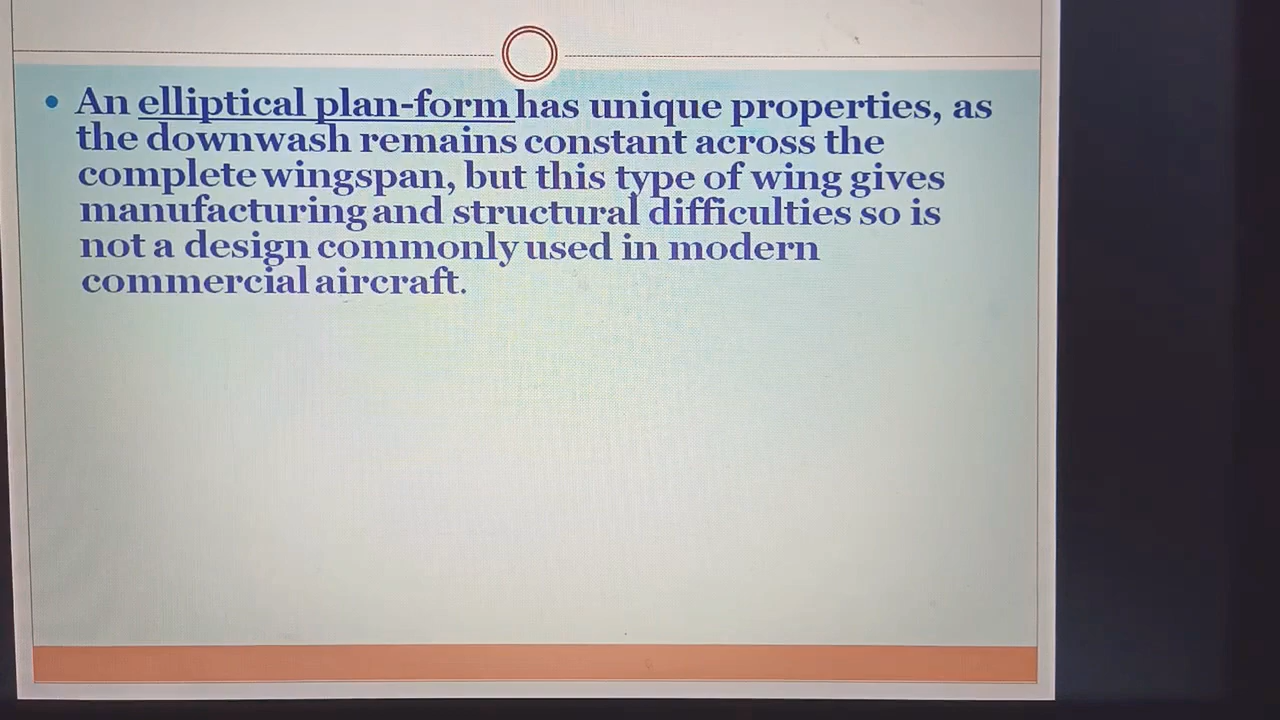 • An elliptical plan-form has unique properties, as
the downwash remains constant across the
complete wingspan, but this type of wing gives
manufacturing and structural difficulties so is
not a design commonly used in modern
commercial aircraft.